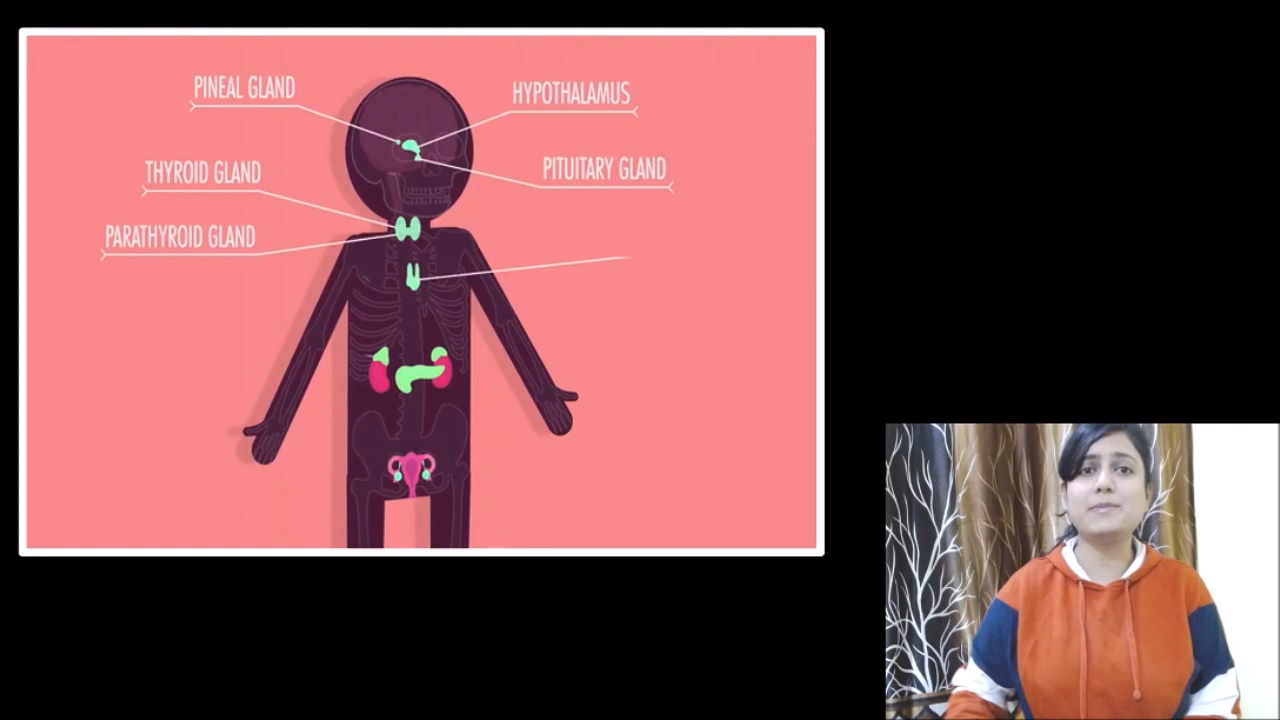 PINEAL GLAND
HYPOTHALAMUS
THYROID GLAND
PITUITARY GLAND
PARATHYROID GLAND